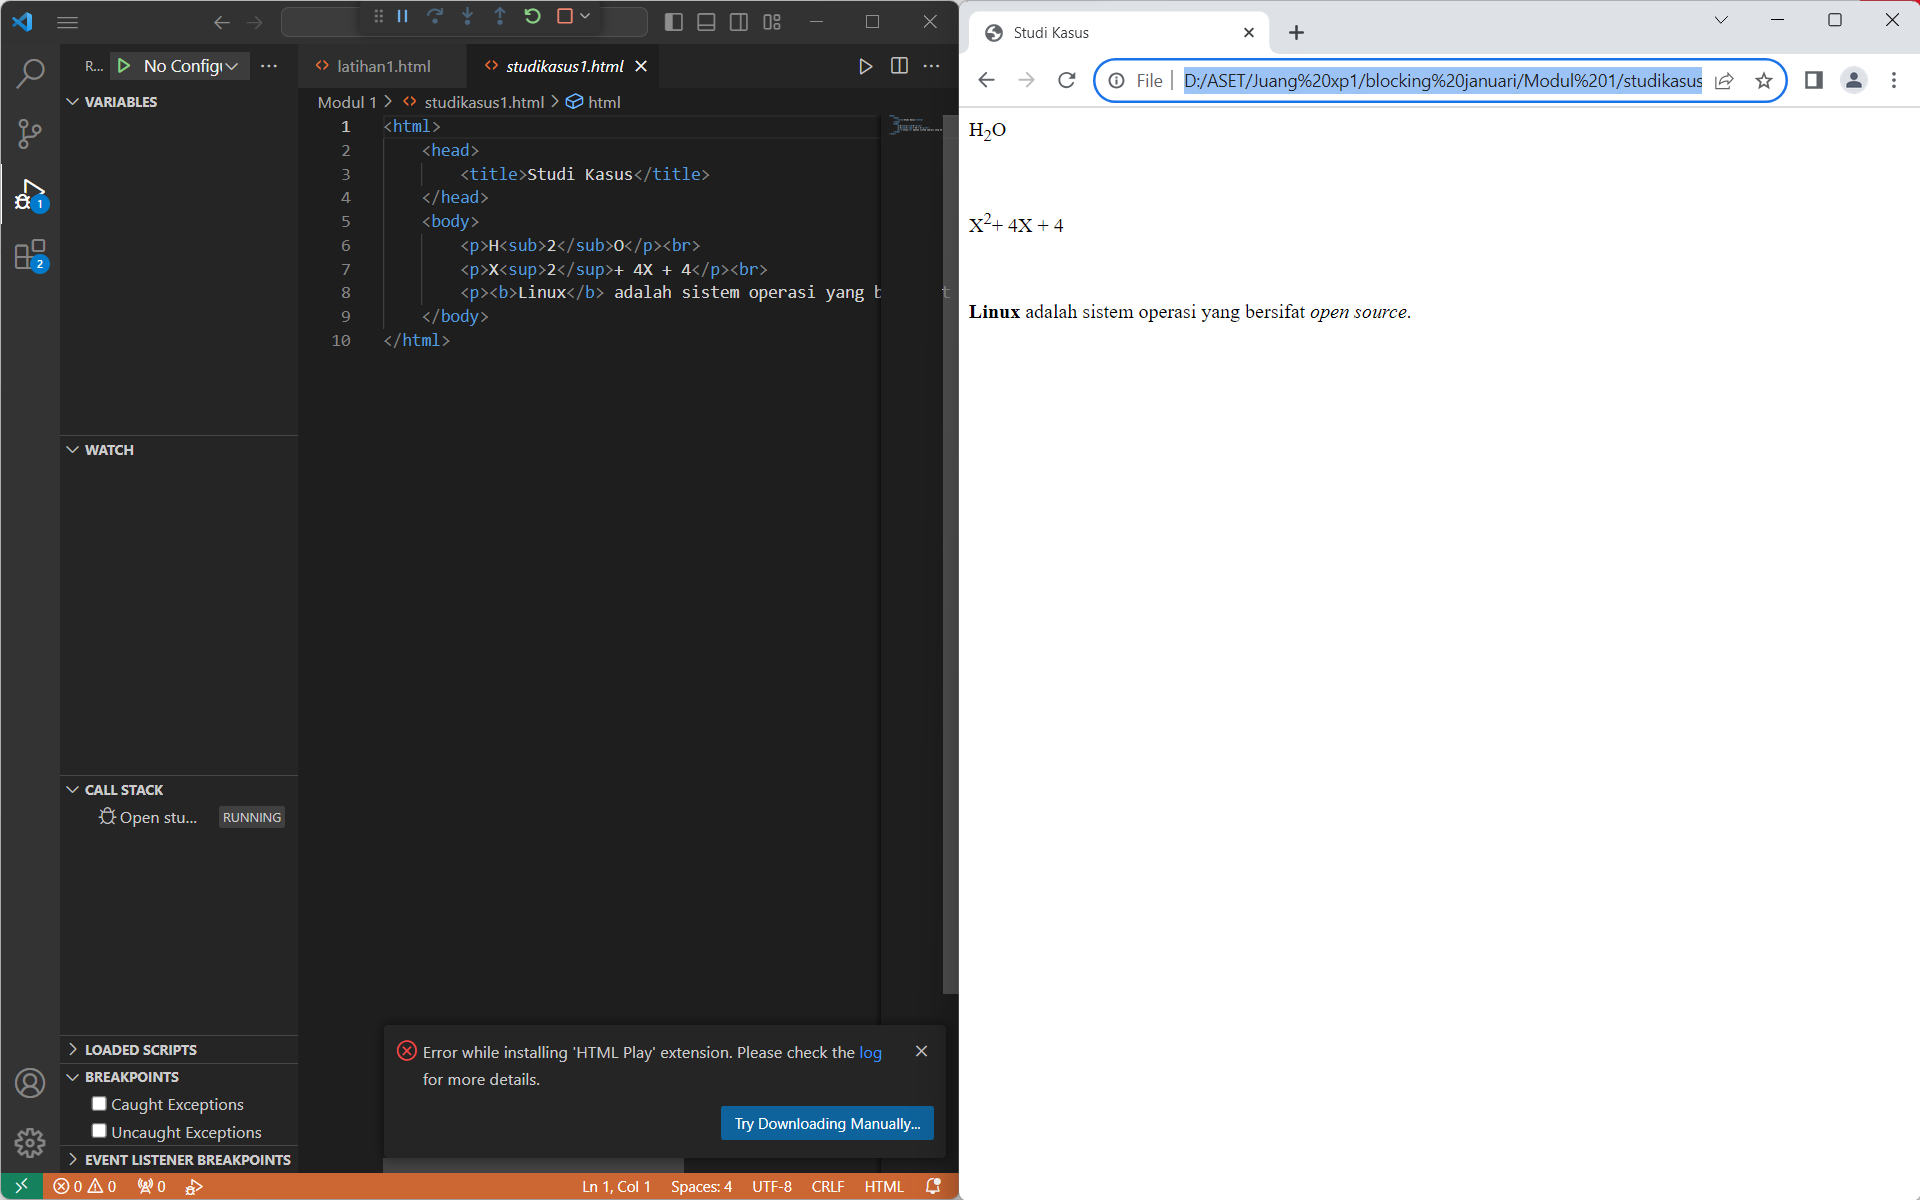 R... No Config ...
latihan1.html
studikasus1.html
Modul 1 > studikasus1.html > html
VARIABLES
1 <html>
2 <head>
3 <title>Studi Kasus</title>
4 </head>
5 <body>
6 <p>H<sub>2</sub>O</p><br>
7 <p>X<sup>2</sup>+ 4X + 4</p><br>
8 <p><b>Linux</b> adalah sistem operasi yang
9 </body>
10 </html>
1
2
WATCH
CALL STACK
Open stu... RUNNING
LOADED SCRIPTS
BREAKPOINTS
Caught Exceptions
Uncaught Exceptions
EVENT LISTENER BREAKPOINTS
Error while installing 'HTML Play' extension. Please check the log
for more details.
Try Downloading Manually...
0 0 0
Ln 1, Col 1 Spaces: 4 UTF-8 CRLF HTML
Studi Kasus
File | D:/ASET/Juang%20xp1/blocking%20januari/Modul%201/studikasus
H₂O
X²+ 4X + 4
Linux adalah sistem operasi yang bersifat open source.